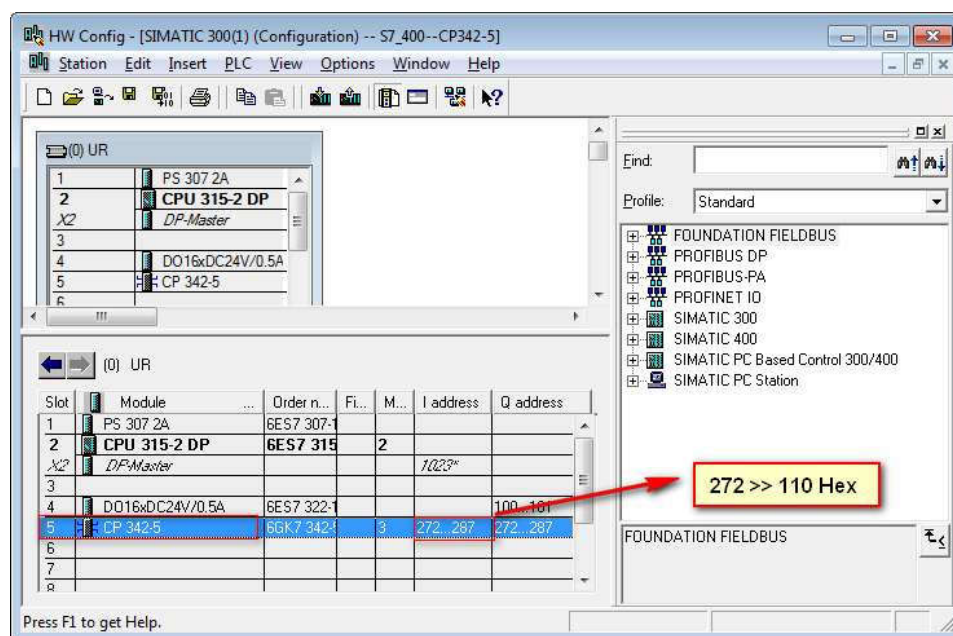 HW Config - [SIMATIC 300(1) (Configuration) -- S7_400--CP342-5]
Station Edit Insert PLC View Options Window Help
(0) UR
1 PS 307 2A
2 CPU 315-2 DP
X2 DP-Master
3
4 DO16xDC24V/0.5A
5 CP 342-5
6
Find:
Profile: Standard
FOUNDATION FIELDBUS
PROFIBUS DP
PROFIBUS-PA
PROFINET IO
SIMATIC 300
SIMATIC 400
SIMATIC PC Based Control 300/400
SIMATIC PC Station
(0) UR
Slot Module ... Order n... Fi... M... I address Q address
1 PS 307 2A 6ES7 307-1
2 CPU 315-2 DP 6ES7 315 2
X2 DP-Master 1023*
3
4 DO16xDC24V/0.5A 6ES7 322-1 100...101
5 CP 342-5 6GK7 342-5 3 272...287 272...287
6
7
8
272 >> 110 Hex
FOUNDATION FIELDBUS
Press F1 to get Help.